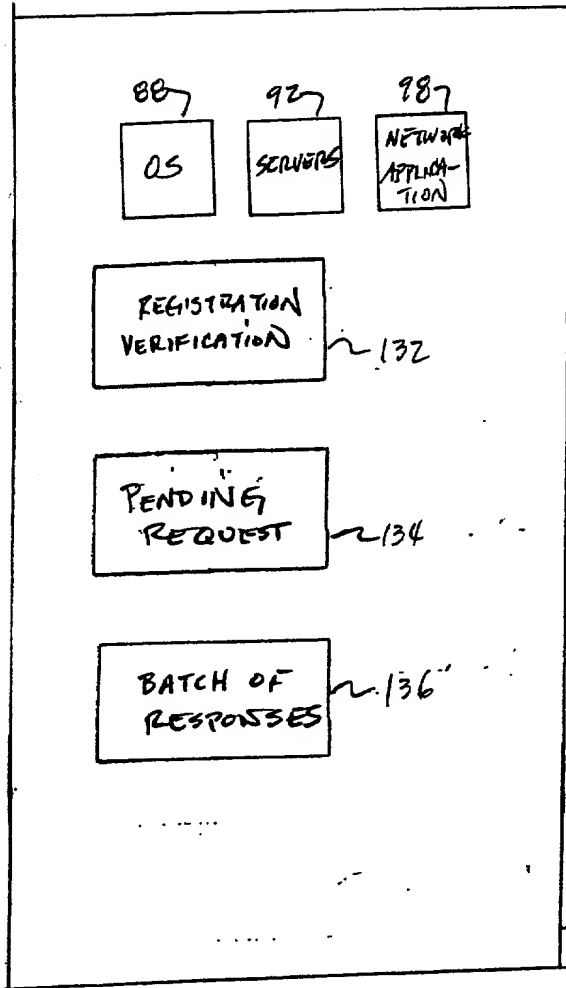 88
92
98
OS
SERVERS
NETWORK
APPLICA-
TION
REGISTRATION
VERIFICATION
132
PENDING
REQUEST
134
BATCH OF
RESPONSES
136